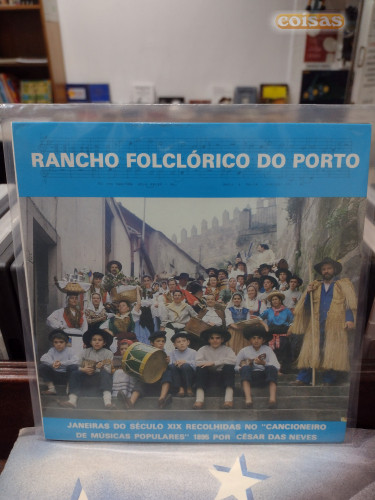 coisas
RANCHO FOLCLÓRICO DO PORTO
JANEIRAS DO SÉCULO XIX RECOLHIDAS NO "CANCIONEIRO
DE MÚSICAS POPULARES" 1896 POR CÉSAR DAS NEVES